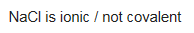 NaCl is ionic / not covalent